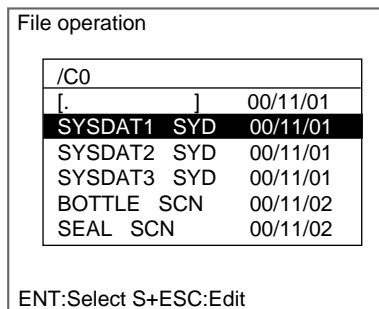 File operation
/C0
[. ] 00/11/01
SYSDAT1 SYD 00/11/01
SYSDAT2 SYD 00/11/01
SYSDAT3 SYD 00/11/01
BOTTLE SCN 00/11/02
SEAL SCN 00/11/02
ENT:Select S+ESC:Edit